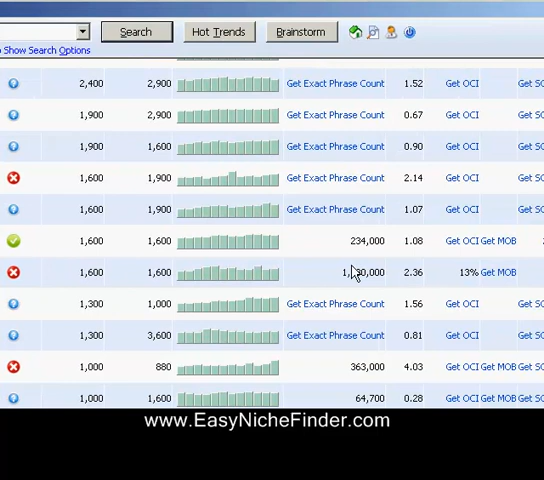 Search Hot Trends Brainstorm
Show Search Options
2,400 2,900 Get Exact Phrase Count 1.52 Get OCI
1,900 2,900 Get Exact Phrase Count 0.67 Get OCI
1,900 1,600 Get Exact Phrase Count 0.90 Get OCI
1,600 1,900 Get Exact Phrase Count 2.14 Get OCI
1,600 1,900 Get Exact Phrase Count 1.07 Get OCI
1,600 1,600 234,000 1.08 Get OCI Get MOB
1,600 1,600 2.36 13% Get MOB
1,300 1,000 Get Exact Phrase Count 1.56 Get OCI
1,300 3,600 Get Exact Phrase Count 0.81 Get OCI
1,000 880 363,000 4.03 Get OCI Get MOB
1,000 1,600 64,700 0.28 Get OCI Get MOB
www.EasyNicheFinder.com